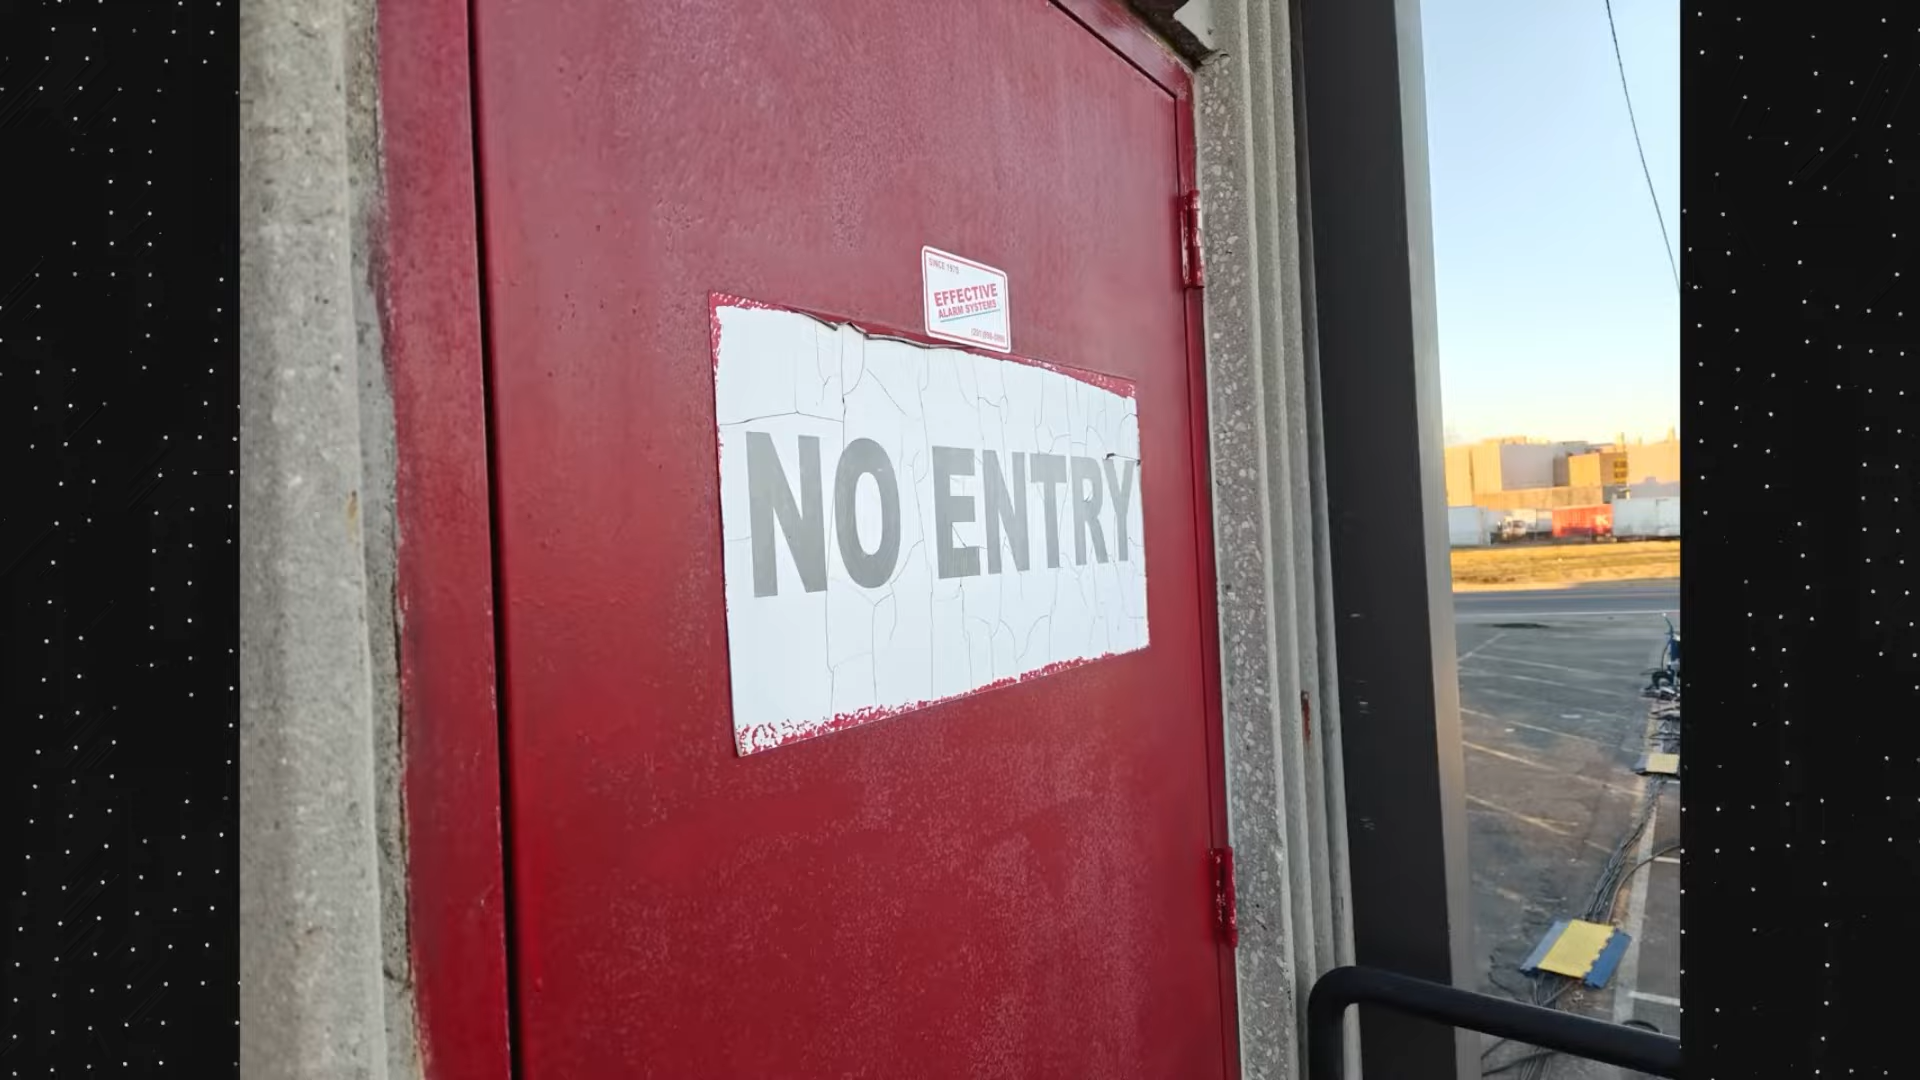 SINCE 1975
EFFECTIVE
ALARM SYSTEMS
NO ENTRY